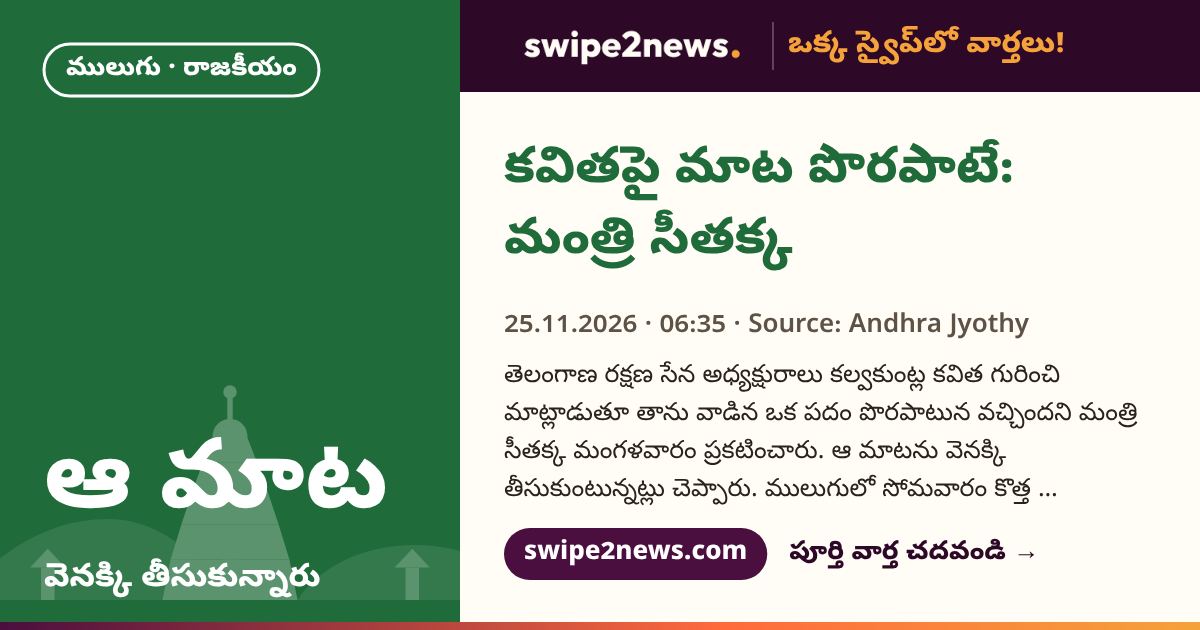 ములుగు · రాజకీయం
ఆ మాట
వెనక్కి తీసుకున్నారు
swipe2news.
ఒక్క స్వైప్‌లో వార్తలు!
కవితపై మాట పొరపాటే:
మంత్రి సీతక్క
25.11.2026 · 06:35 · Source: Andhra Jyothy
తెలంగాణ రక్షణ సేన అధ్యక్షురాలు కల్వకుంట్ల కవిత గురించి
మాట్లాడుతూ తాను వాడిన ఒక పదం పొరపాటున వచ్చిందని మంత్రి
సీతక్క మంగళవారం ప్రకటించారు. ఆ మాటను వెనక్కి
తీసుకుంటున్నట్లు చెప్పారు. ములుగులో సోమవారం కొత్త ...
swipe2news.com
పూర్తి వార్త చదవండి →